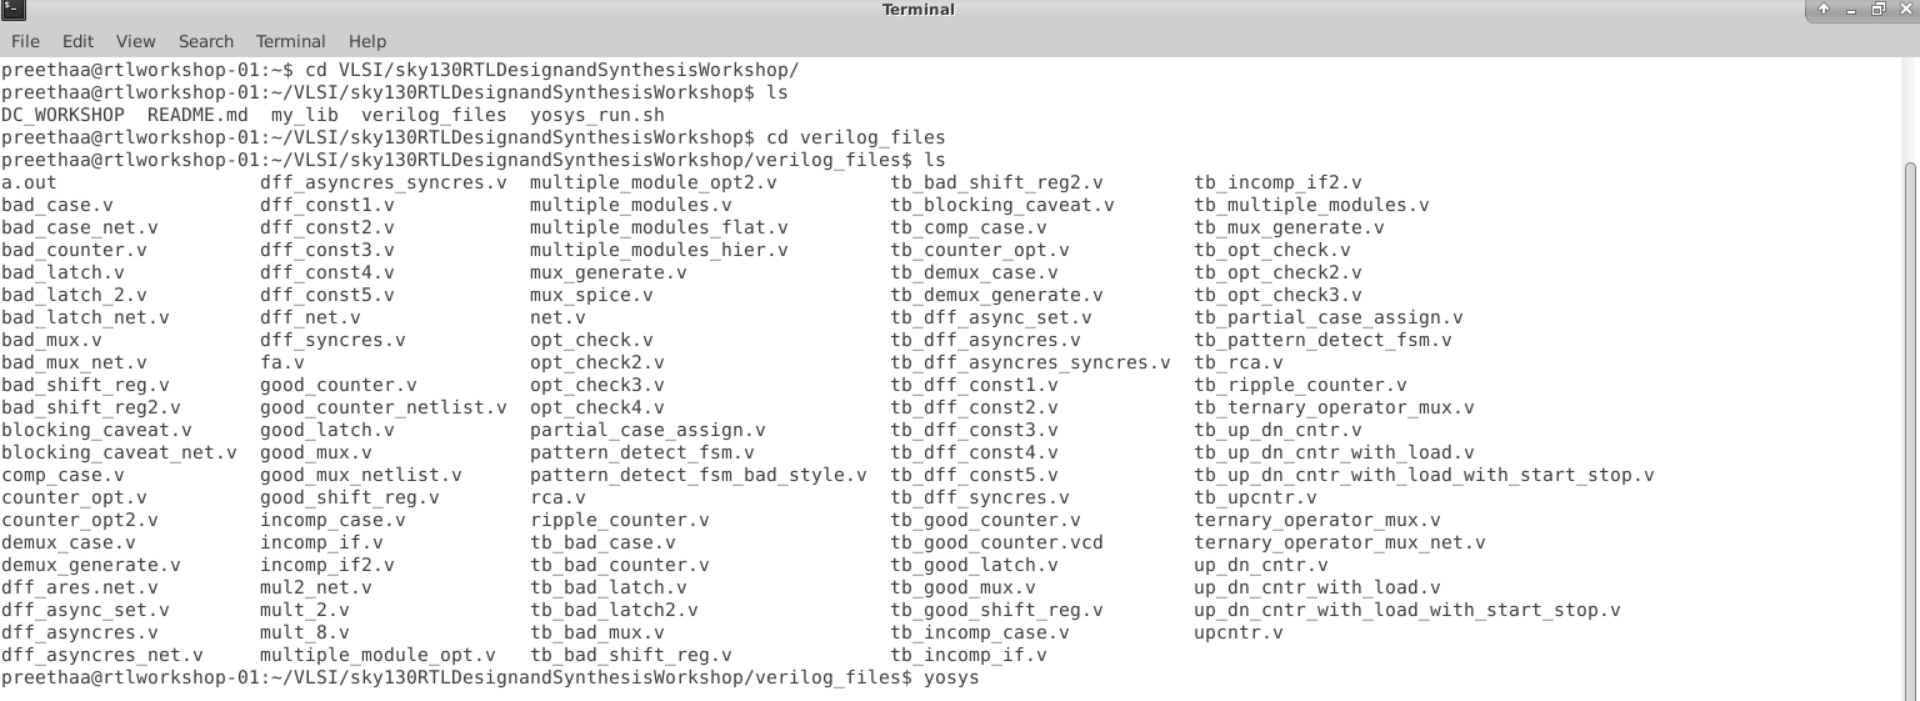 Terminal
File Edit View Search Terminal Help
preethaa@rtlworkshop-01:~$ cd VLSI/sky130RTLDesignandSynthesisWorkshop/
preethaa@rtlworkshop-01:~/VLSI/sky130RTLDesignandSynthesisWorkshop$ ls
DC_WORKSHOP README.md my_lib verilog_files yosys_run.sh
preethaa@rtlworkshop-01:~/VLSI/sky130RTLDesignandSynthesisWorkshop$ cd verilog_files
preethaa@rtlworkshop-01:~/VLSI/sky130RTLDesignandSynthesisWorkshop/verilog_files$ ls
a.out dff_asyncres_syncres.v multiple_module_opt2.v tb_bad_shift_reg2.v tb_incomp_if2.v
bad_case.v dff_const1.v multiple_modules.v tb_blocking_caveat.v tb_multiple_modules.v
bad_case_net.v dff_const2.v multiple_modules_flat.v tb_comp_case.v tb_mux_generate.v
bad_counter.v dff_const3.v multiple_modules_hier.v tb_counter_opt.v tb_opt_check.v
bad_latch.v dff_const4.v mux_generate.v tb_demux_case.v tb_opt_check2.v
bad_latch_2.v dff_const5.v mux_spice.v tb_demux_generate.v tb_opt_check3.v
bad_latch_net.v dff_net.v net.v tb_dff_async_set.v tb_partial_case_assign.v
bad_mux.v dff_syncres.v opt_check.v tb_dff_asyncres.v tb_pattern_detect_fsm.v
bad_mux_net.v fa.v opt_check2.v tb_dff_asyncres_syncres.v tb_rca.v
bad_shift_reg.v good_counter.v opt_check3.v tb_dff_const1.v tb_ripple_counter.v
bad_shift_reg2.v good_counter_netlist.v opt_check4.v tb_dff_const2.v tb_ternary_operator_mux.v
blocking_caveat.v good_latch.v partial_case_assign.v tb_dff_const3.v tb_up_dn_cntr.v
blocking_caveat_net.v good_mux.v pattern_detect_fsm.v tb_dff_const4.v tb_up_dn_cntr_with_load.v
comp_case.v good_mux_netlist.v pattern_detect_fsm_bad_style.v tb_dff_const5.v tb_up_dn_cntr_with_load_with_start_stop.v
counter_opt.v good_shift_reg.v rca.v tb_dff_syncres.v tb_upcntr.v
counter_opt2.v incomp_case.v ripple_counter.v tb_good_counter.v ternary_operator_mux.v
demux_case.v incomp_if.v tb_bad_case.v tb_good_counter.vcd ternary_operator_mux_net.v
demux_generate.v incomp_if2.v tb_bad_counter.v tb_good_latch.v up_dn_cntr.v
dff_ares.net.v mul2_net.v tb_bad_latch.v tb_good_mux.v up_dn_cntr_with_load.v
dff_async_set.v mult_2.v tb_bad_latch2.v tb_good_shift_reg.v up_dn_cntr_with_load_with_start_stop.v
dff_asyncres.v mult_8.v tb_bad_mux.v tb_incomp_case.v upcntr.v
dff_asyncres_net.v multiple_module_opt.v tb_bad_shift_reg.v tb_incomp_if.v
preethaa@rtlworkshop-01:~/VLSI/sky130RTLDesignandSynthesisWorkshop/verilog_files$ yosys